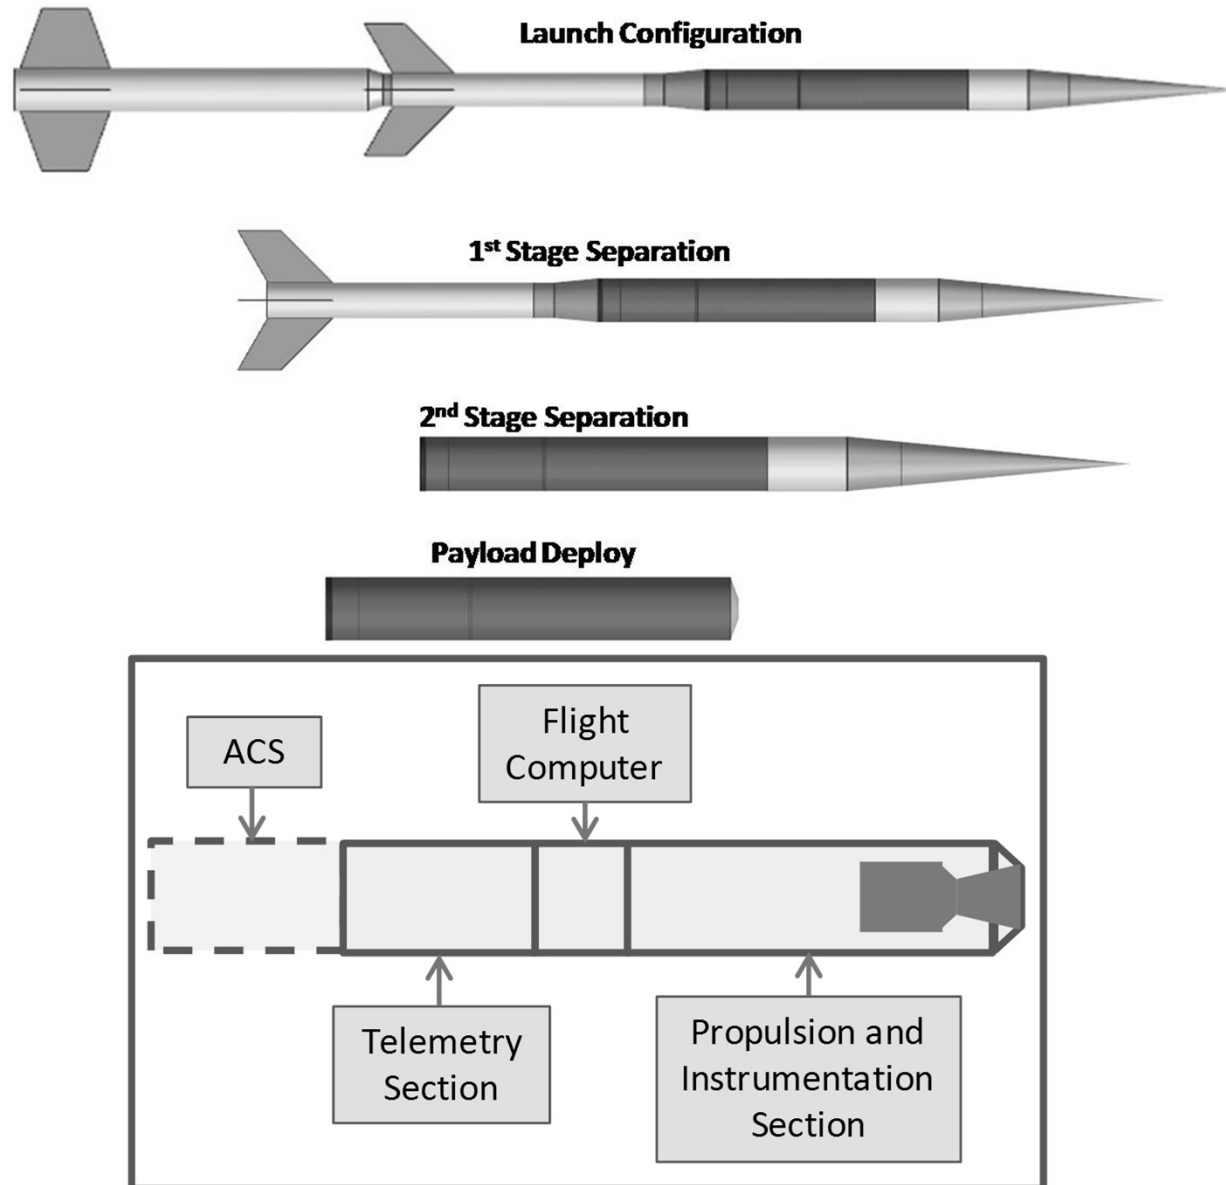 Launch Configuration
1st Stage Separation
2nd Stage Separation
Payload Deploy
ACS
Flight
Computer
Telemetry
Section
Propulsion and
Instrumentation
Section